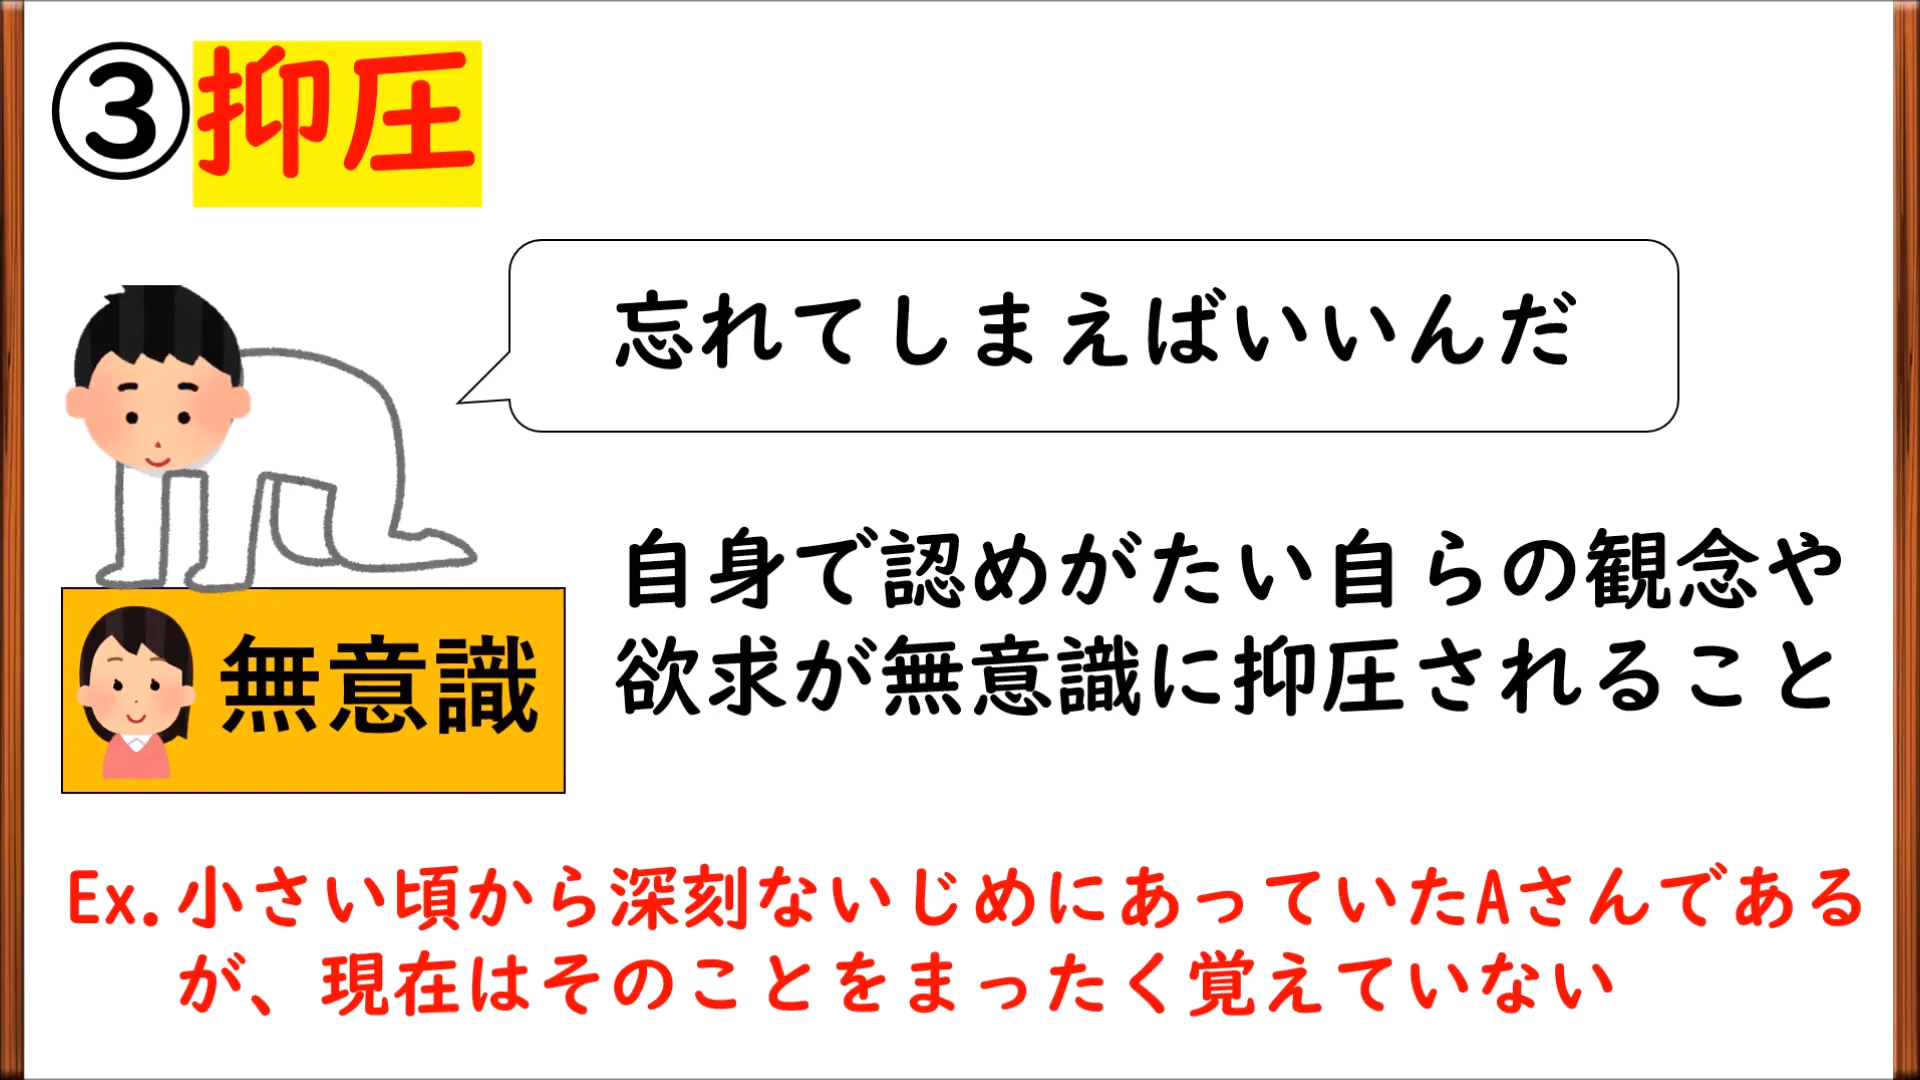 ③抑圧
忘れてしまえばいいんだ
自身で認めがたい自らの観念や
欲求が無意識に抑圧されること
無意識
Ex.小さい頃から深刻ないじめにあっていたAさんである
が、現在はそのことをまったく覚えていない